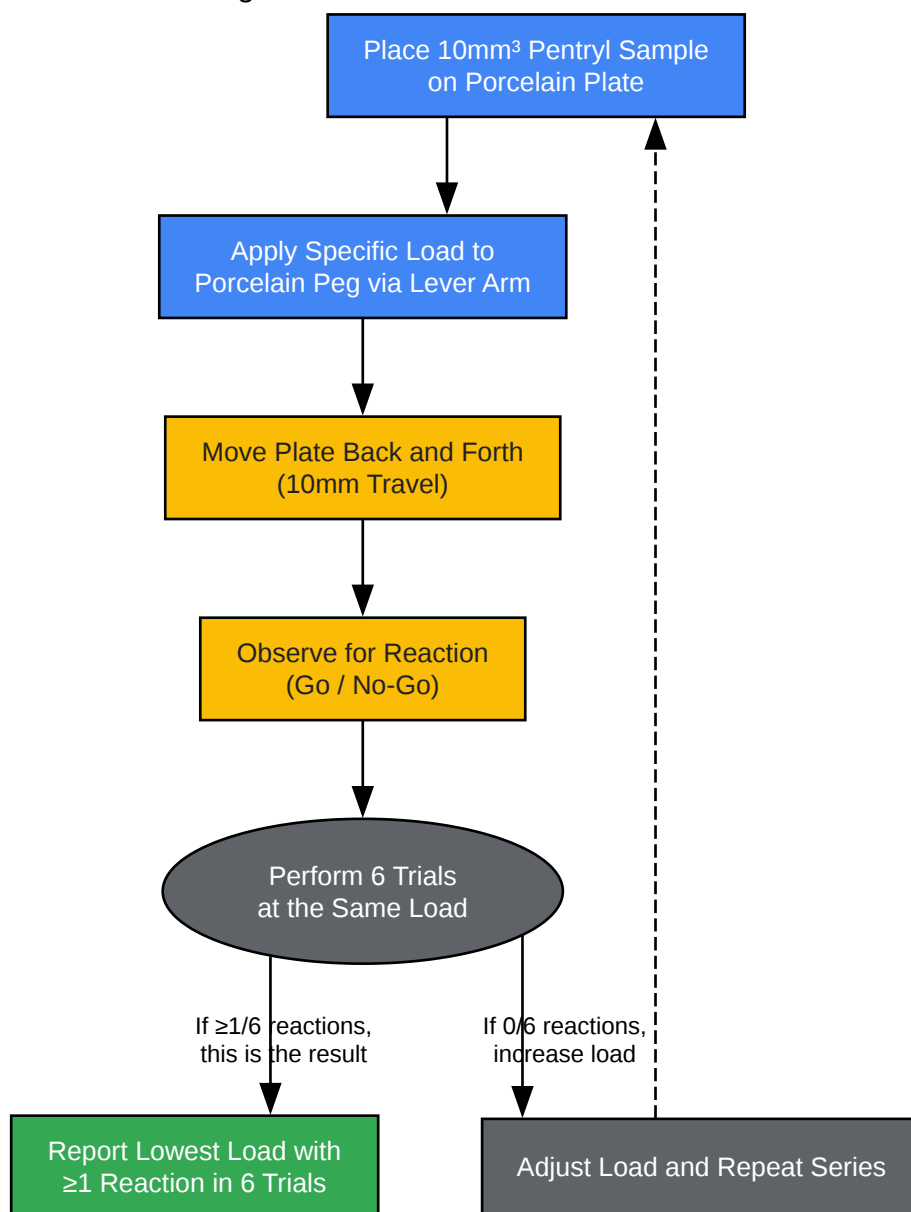 Place 10mm³ Pentryl Sample
on Porcelain Plate
Apply Specific Load to
Porcelain Peg via Lever Arm
Move Plate Back and Forth
(10mm Travel)
Observe for Reaction
(Go / No-Go)
Perform 6 Trials
at the Same Load
If ≥1/6 reactions,
this is the result
If 0/6 reactions,
increase load
Report Lowest Load with
≥1 Reaction in 6 Trials
Adjust Load and Repeat Series